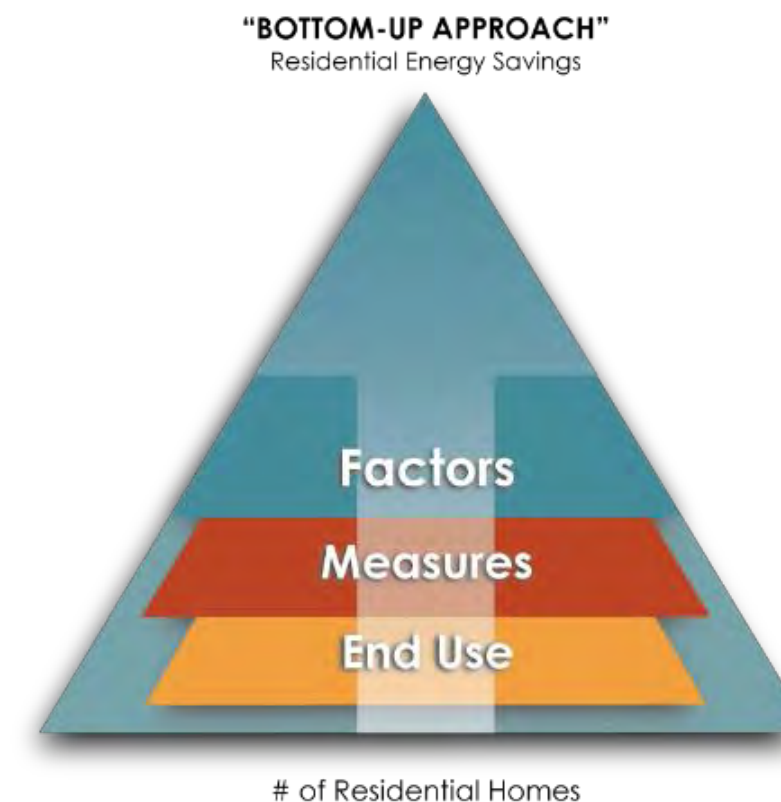 “BOTTOM-UP APPROACH”
Residential Energy Savings
Factors
Measures
End Use
# of Residential Homes